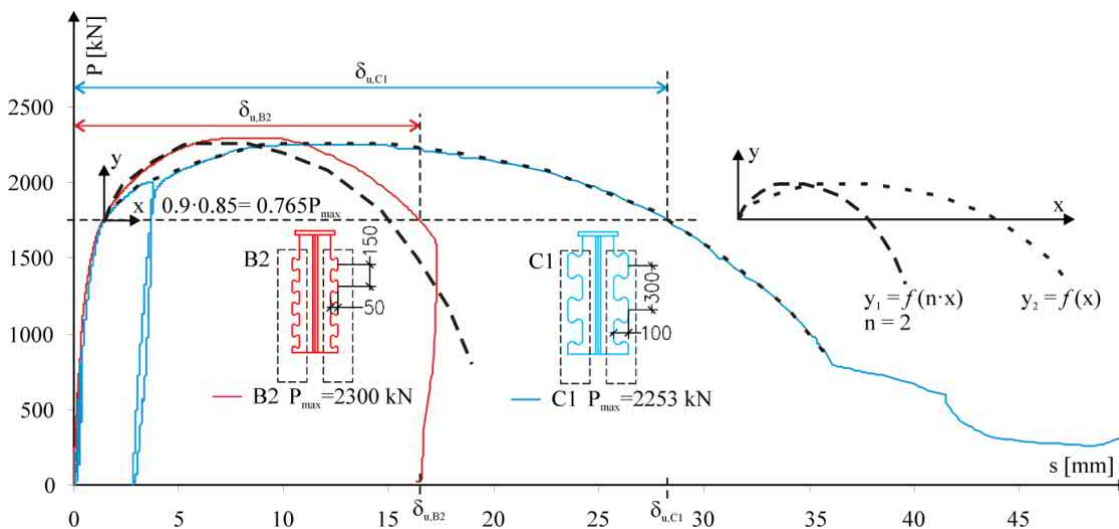 P [kN]
δu,C1
2500
δu,B2
2000
y
y
0.9·0.85= 0.765Pmax
x
x
150
B2
C1
1500
300
50
y₁ = f(n·x)
n = 2
y₂ = f(x)
1000
100
B2 Pmax=2300 kN
C1 Pmax=2253 kN
500
s [mm]
0
0
5
10
15
δu,B2
20
25
δu,C1
30
35
40
45